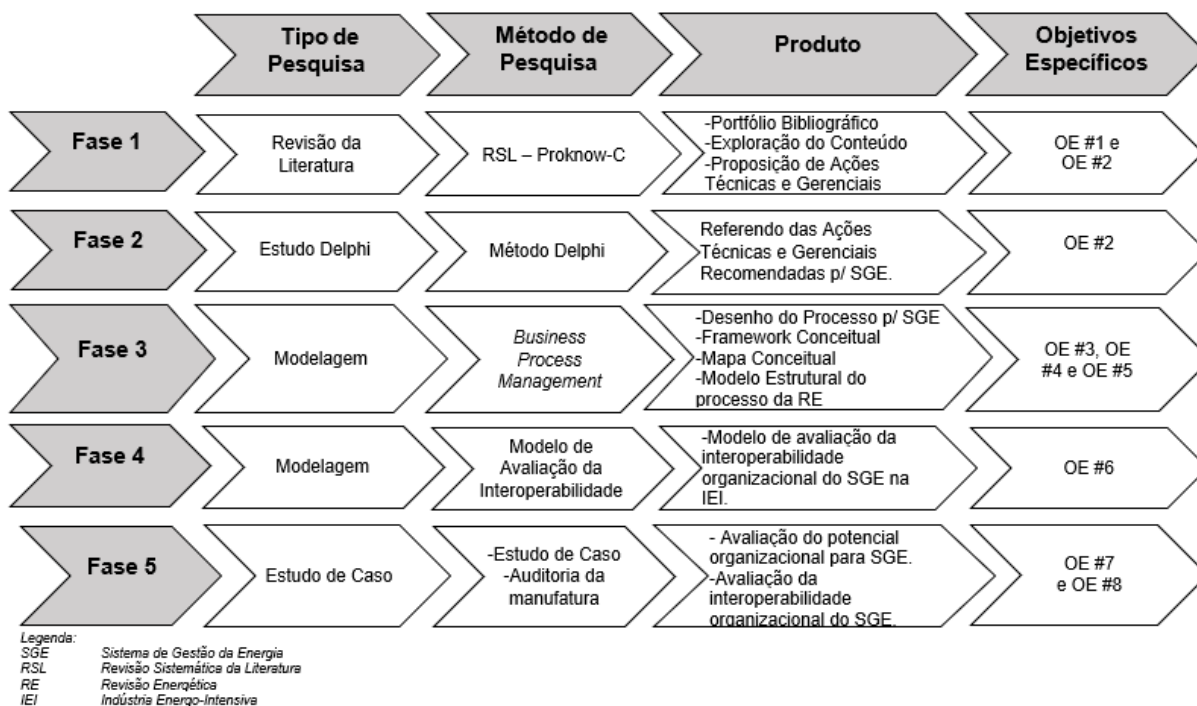 Tipo de
Pesquisa
Método de
Pesquisa
Produto
Objetivos
Específicos
Fase 1
Revisão da
Literatura
RSL – Proknow-C
-Portfólio Bibliográfico
-Exploração do Conteúdo
-Proposição de Ações
Técnicas e Gerenciais
OE #1 e
OE #2
Fase 2
Estudo Delphi
Método Delphi
Referendo das Ações
Técnicas e Gerenciais
Recomendadas p/ SGE.
OE #2
Fase 3
Modelagem
Business
Process
Management
-Desenho do Processo p/ SGE
-Framework Conceitual
-Mapa Conceitual
-Modelo Estrutural do
processo da RE
OE #3, OE
#4 e OE #5
Fase 4
Modelagem
Modelo de
Avaliação da
Interoperabilidade
-Modelo de avaliação da
interoperabilidade
organizacional do SGE na
IEI.
OE #6
Fase 5
Estudo de Caso
-Estudo de Caso
-Auditoria da
manufatura
- Avaliação do potencial
organizacional para SGE.
-Avaliação da
interoperabilidade
organizacional do SGE.
OE #7
e OE #8
Legenda:
SGE Sistema de Gestão da Energia
RSL Revisão Sistemática da Literatura
RE Revisão Energética
IEI Indústria Energo-Intensiva